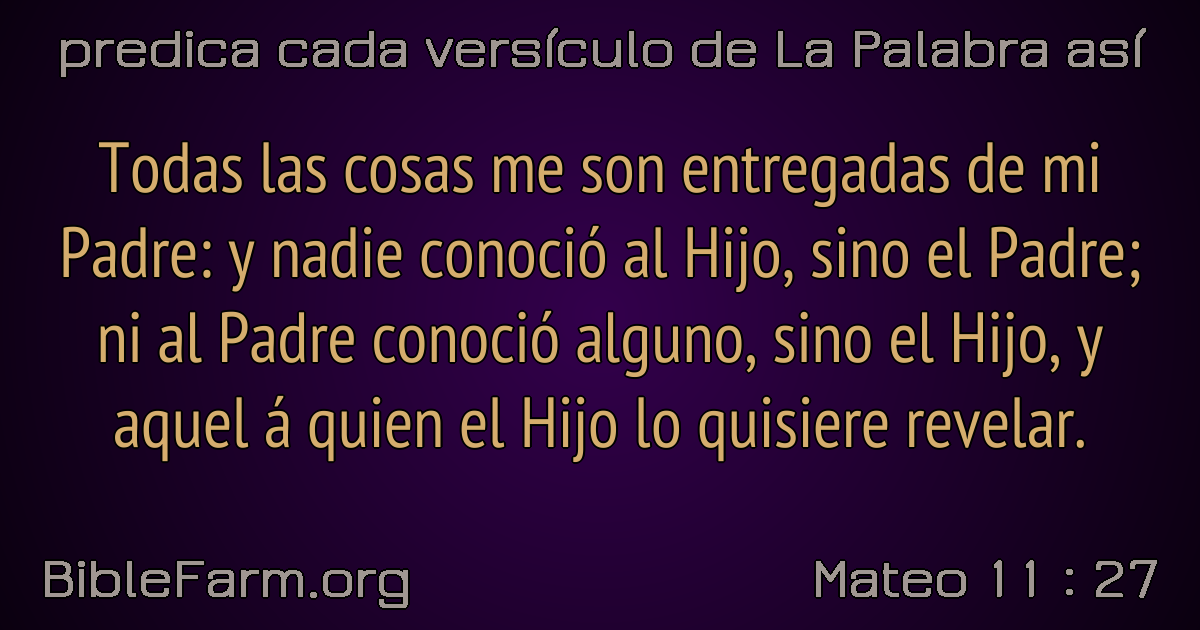 predica cada versículo de La Palabra así
Todas las cosas me son entregadas de mi
Padre: y nadie conoció al Hijo, sino el Padre;
ni al Padre conoció alguno, sino el Hijo, y
aquel á quien el Hijo lo quisiere revelar.
BibleFarm.org
Mateo 11 : 27